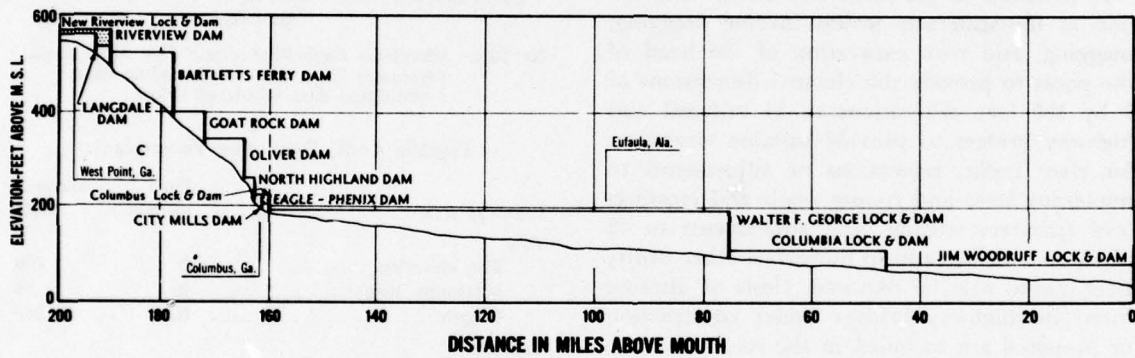 600
New Riverview Lock & Dam
RIVERVIEW DAM
BARTLETTS FERRY DAM
LANGDALE DAM
400
GOAT ROCK DAM
C
West Point, Ga.
OLIVER DAM
Eufaula, Ala.
NORTH HIGHLAND DAM
Columbus Lock & Dam
EAGLE - PHENIX DAM
200
CITY MILLS DAM
WALTER F. GEORGE LOCK & DAM
COLUMBIA LOCK & DAM
Columbus, Ga.
JIM WOODRUFF LOCK & DAM
0
ELEVATION-FEET ABOVE M.S.L.
200
180
160
140
120
100
80
60
40
20
0
DISTANCE IN MILES ABOVE MOUTH